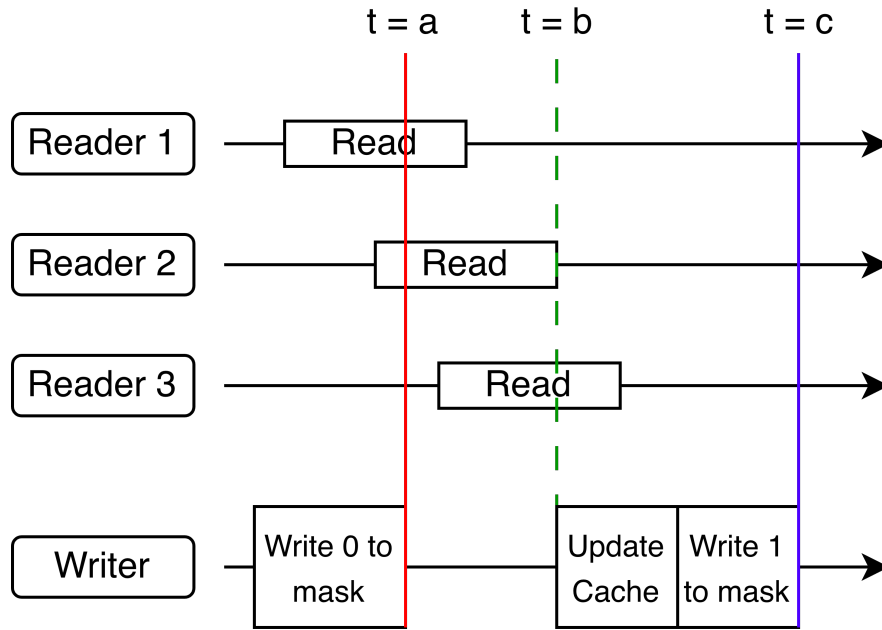 t = a t = b t = c
Reader 1 Read
Reader 2 Read
Reader 3 Read
Writer
Write 0 to
mask
Update
Cache
Write 1
to mask